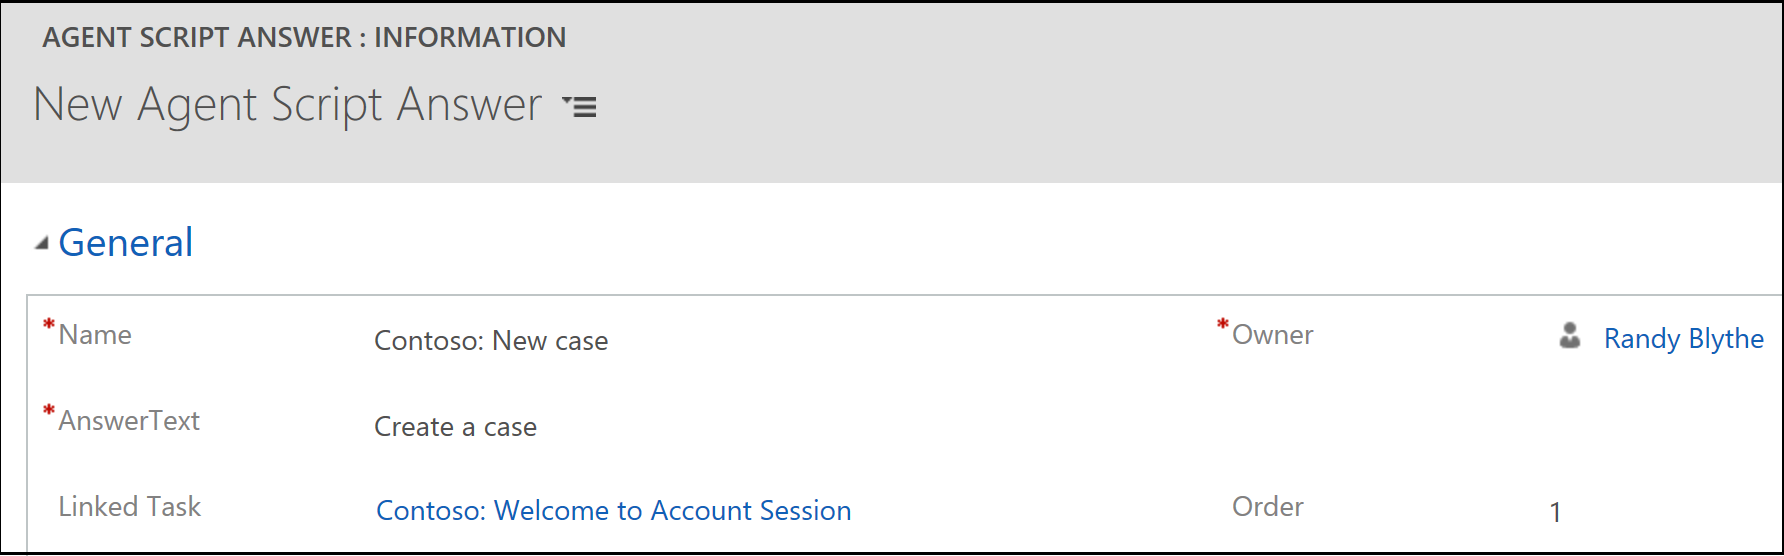 AGENT SCRIPT ANSWER : INFORMATION
New Agent Script Answer
General
*Name Contoso: New case *Owner Randy Blythe
*AnswerText Create a case
Linked Task Contoso: Welcome to Account Session Order 1